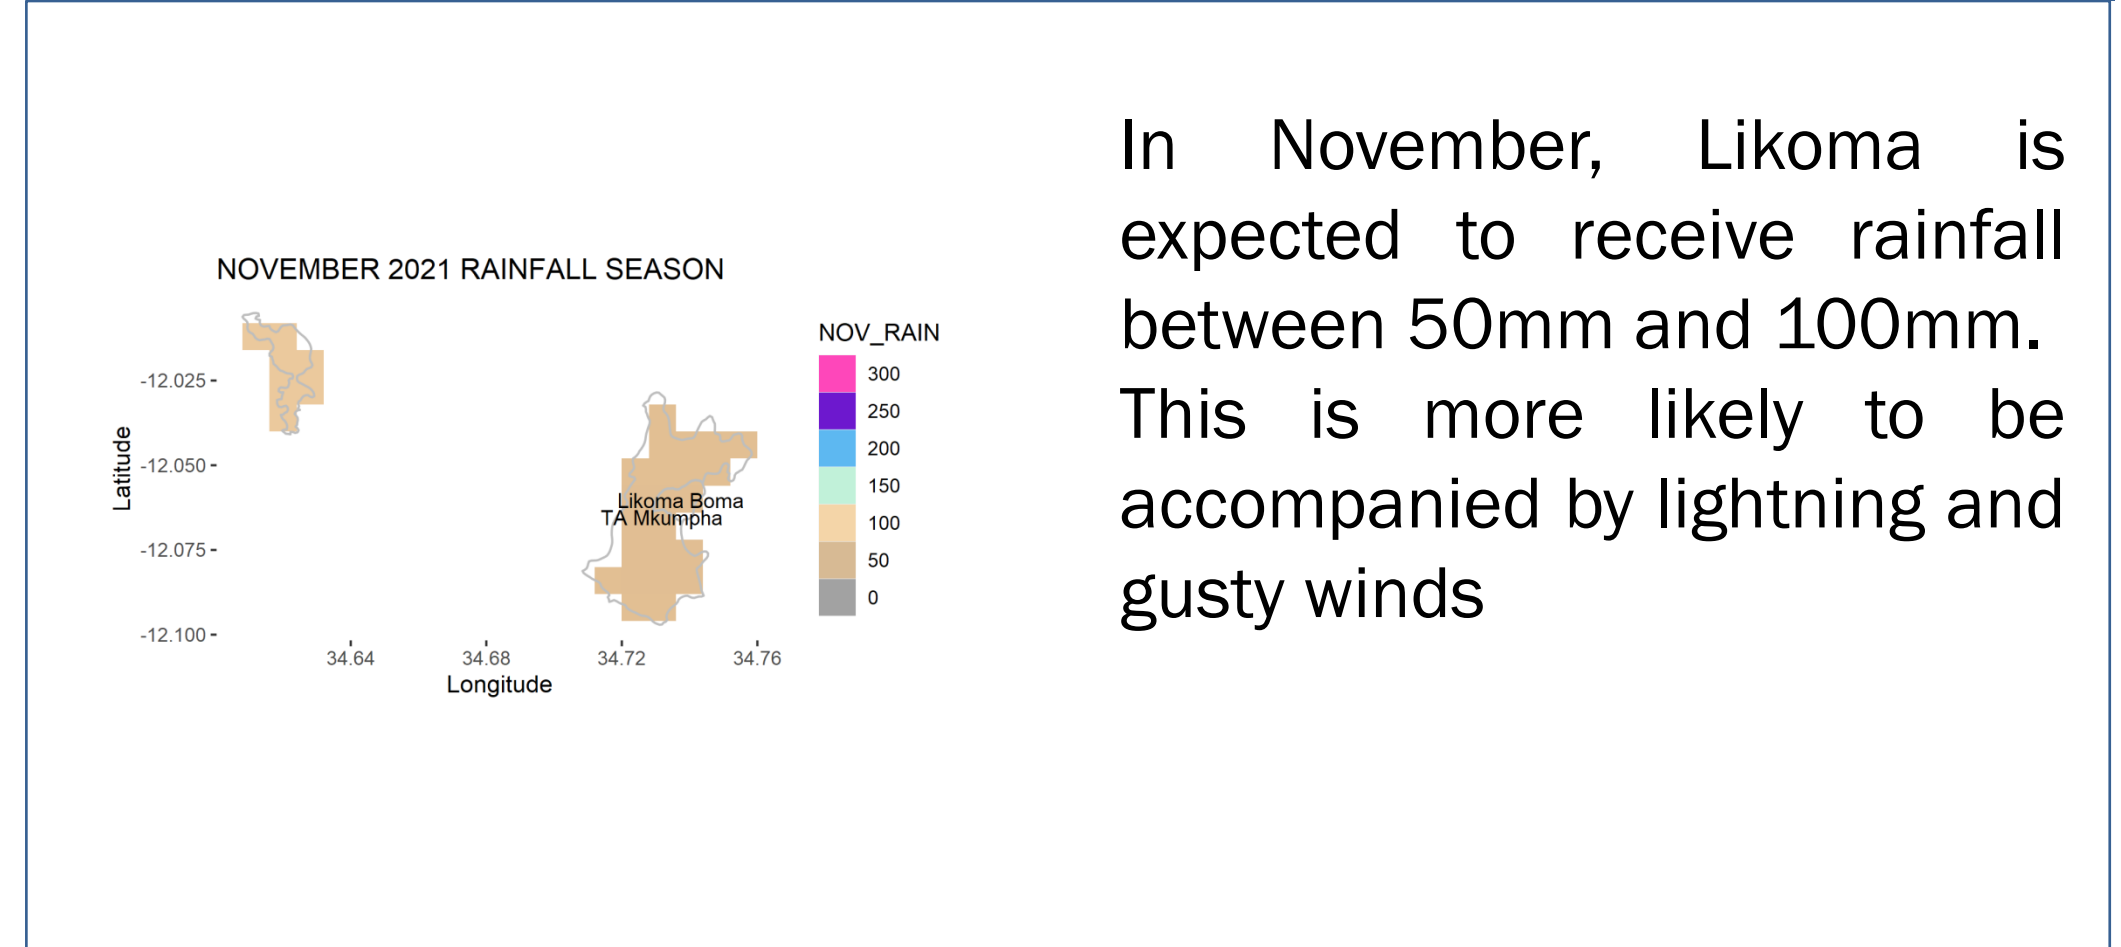 NOVEMBER 2021 RAINFALL SEASON
NOV_RAIN
300
250
200
150
100
50
0
Latitude
-12.025
-12.050
-12.075
-12.100
Likoma Boma
TA Mkumpha
34.64 34.68 34.72 34.76
Longitude
In November, Likoma is
expected to receive rainfall
between 50mm and 100mm.
This is more likely to be
accompanied by lightning and
gusty winds